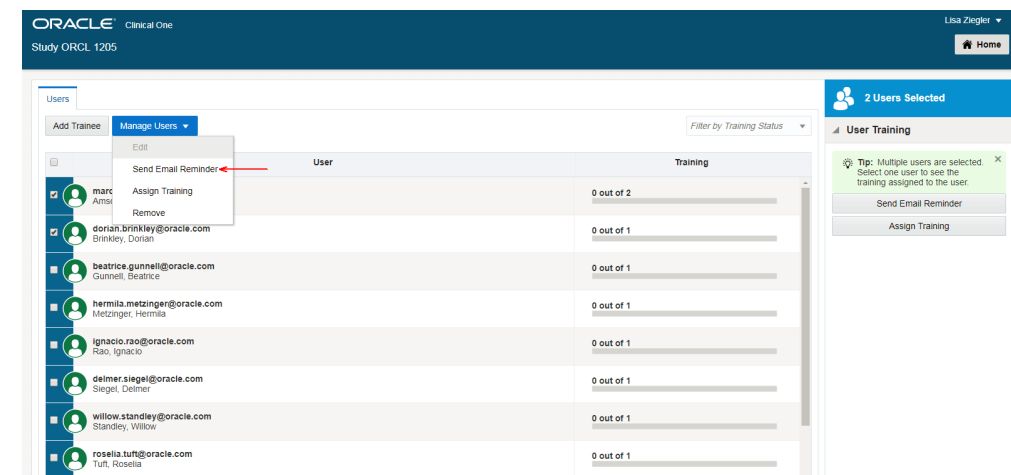 ORACLE Clinical One
Lisa Ziegler
Study ORCL 1205
Home
Users
Add Trainee
Manage Users
Filter by Training Status
Edit
Send Email Reminder
Assign Training
Remove
User
Training
0 out of 2
dorian.brinkley@oracle.com
Brinkley, Dorian
0 out of 1
beatrice.gunnell@oracle.com
Gunnell, Beatrice
0 out of 1
hermila.metzinger@oracle.com
Metzinger, Hermila
0 out of 1
ignacio.rao@oracle.com
Rao, Ignacio
0 out of 1
delmer.siegel@oracle.com
Siegel, Delmer
0 out of 1
willow.standley@oracle.com
Standley, Willow
0 out of 1
roselia.tuft@oracle.com
Tuft, Roselia
0 out of 1
2 Users Selected
User Training
Tip: Multiple users are selected.
Select one user to see the
training assigned to the user.
Send Email Reminder
Assign Training